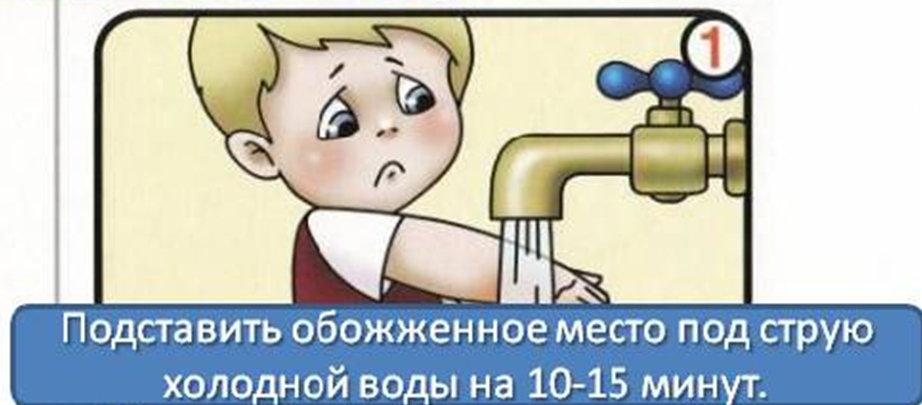 1
Подставить обожженное место под струю
холодной воды на 10-15 минут.